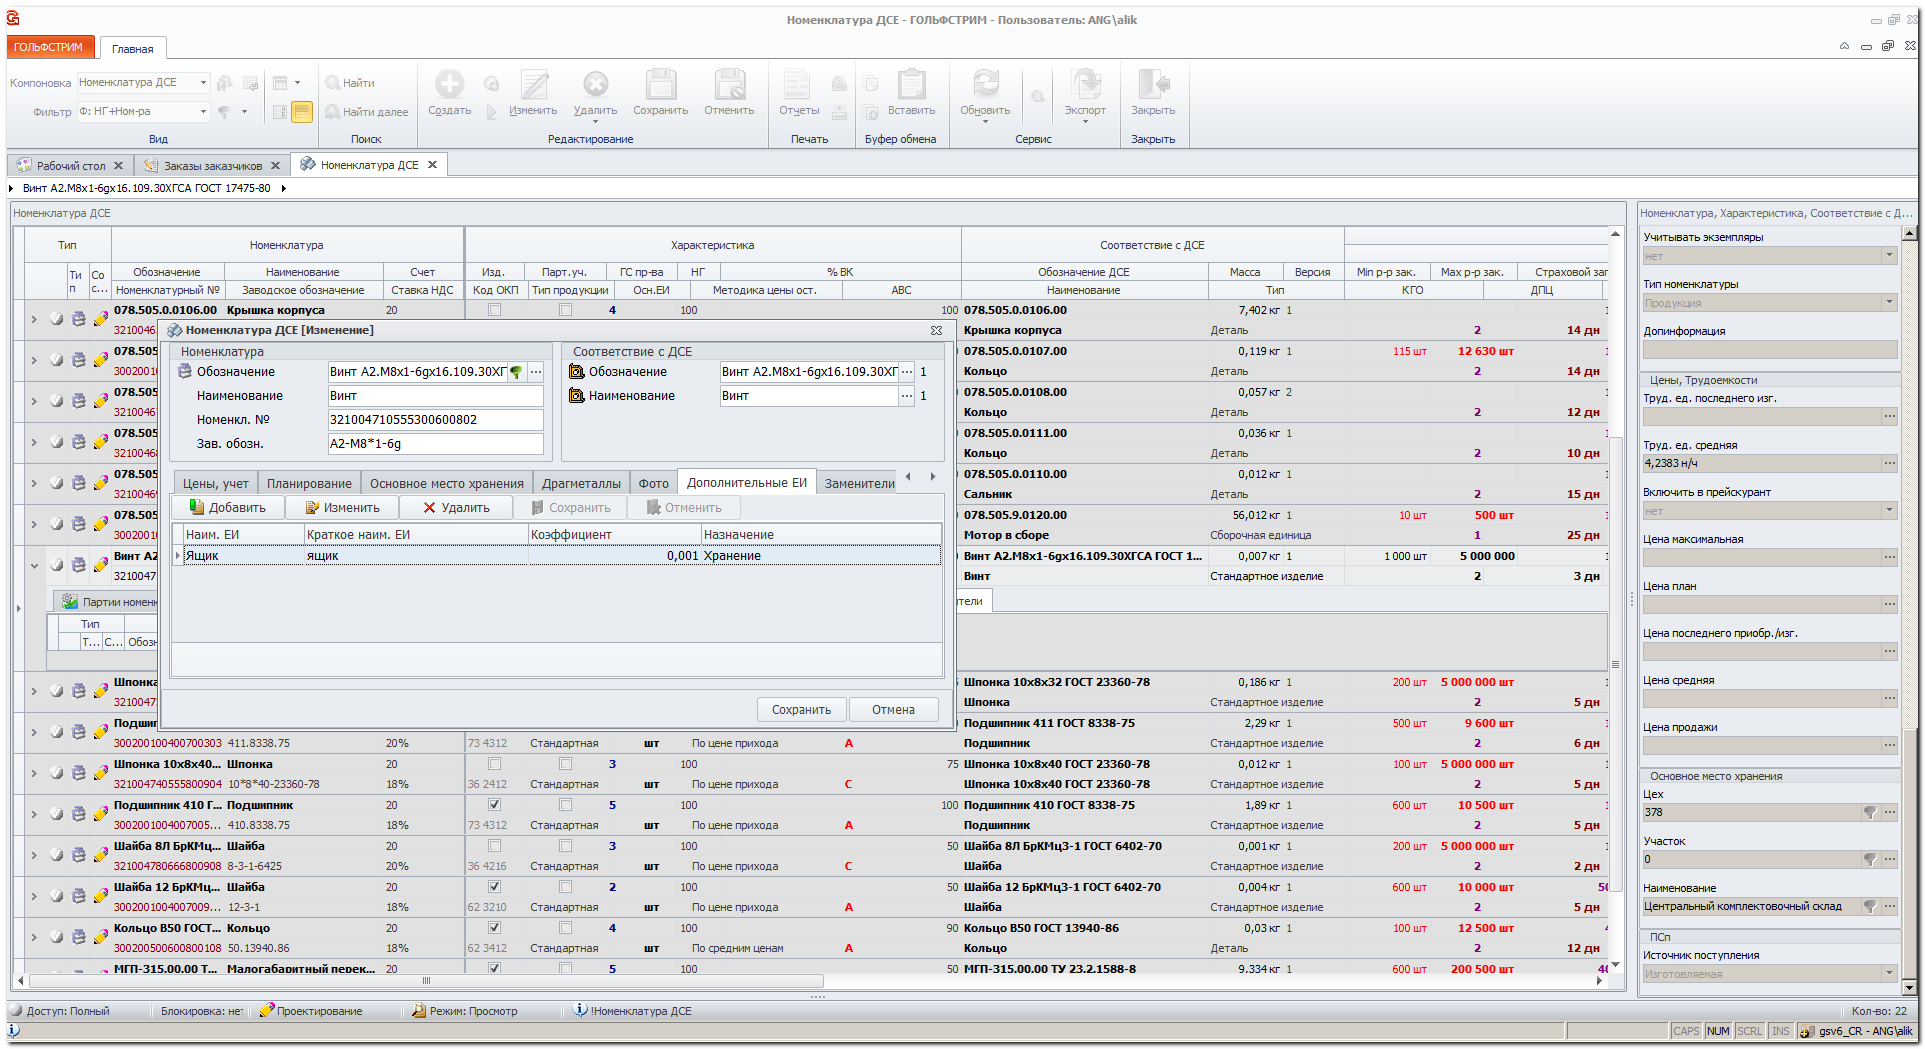 Номенклатура ДСЕ - ГОЛЬФСТРИМ - Пользователь: ANG\alik
ГОЛЬФСТРИМ Главная
Компоновка Номенклатура ДСЕ
Фильтр Ф: НГ+Ном-ра
Найти
Найти далее
Создать Изменить Удалить Сохранить Отменить Отчеты Вставить Обновить Экспорт Закрыть
Вид Поиск Редактирование Печать Буфер обмена Сервис Закрыть
Рабочий стол Заказы заказчиков Номенклатура ДСЕ
Винт А2.М8х1-6gх16.109.30ХГСА ГОСТ 17475-80
Номенклатура ДСЕ
Тип Номенклатура Характеристика Соответствие с ДСЕ
Ти п Со с... Обозначение Наименование Счет Изд. Парт.уч. ГС пр-ва НГ % ВК Обозначение ДСЕ Масса Версия Min р-р зак. Max р-р зак. Страховой заг
Номенклатурный № Заводское обозначение Ставка НДС Код ОКП Тип продукции Осн.ЕИ Методика цены ост. ABC Наименование Тип КГО ДПЦ
078.505.0.0106.00 Крышка корпуса 20 4 100 100 078.505.0.0106.00 7,402 кг 1
3210046 Крышка корпуса Деталь 2 14 дн
078.505 078.505.0.0107.00 0,119 кг 1 115 шт 12 630 шт
3002001 Кольцо Деталь 2 14 дн
078.505 078.505.0.0108.00 0,057 кг 2
3210046 Кольцо Деталь 2 12 дн
078.505 078.505.0.0111.00 0,036 кг 1
3210046 Кольцо Деталь 2 10 дн
078.505 078.505.0.0110.00 0,012 кг 1
3210046 Сальник Деталь 2 15 дн
078.505 078.505.9.0120.00 56,012 кг 1 10 шт 500 шт
3002001 Мотор в сборе Сборочная единица 1 25 дн
Винт А2 Винт А2.М8х1-6gх16.109.30ХГСА ГОСТ 1... 0,007 кг 1 1 000 шт 5 000 000
3210047 Винт Стандартное изделие 2 3 дн
Партии номен тели
Тип
Т... С... Обозн
Номенклатура ДСЕ [Изменение]
Номенклатура
Обозначение Винт А2.М8х1-6gх16.109.30ХГ
Наименование Винт
Номенкл. № 321004710555300600802
Зав. обозн. А2-М8*1-6g
Соответствие с ДСЕ
Обозначение Винт А2.М8х1-6gх16.109.30ХГ 1
Наименование Винт 1
Цены, учет Планирование Основное место хранения Драгметаллы Фото Дополнительные ЕИ Заменители
Добавить Изменить Удалить Сохранить Отменить
Наим. ЕИ Краткое наим. ЕИ Коэффициент Назначение
Ящик ящик 0,001 Хранение
Сохранить Отмена
Шпонка Шпонка 10х8х32 ГОСТ 23360-78 0,186 кг 1 200 шт 5 000 000 шт
3210047 Шпонка Стандартное изделие 2 5 дн
Подшип Подшипник 411 ГОСТ 8338-75 2,29 кг 1 500 шт 9 600 шт
300200100400700303 411.8338.75 20% 73 4312 Стандартная шт По цене прихода А Подшипник Стандартное изделие 2 6 дн
Шпонка 10х8х40... Шпонка 20 3 100 75 Шпонка 10х8х40 ГОСТ 23360-78 0,012 кг 1 100 шт 5 000 000 шт
321004740555800904 10*8*40-23360-78 18% 36 2412 Стандартная шт По цене прихода С Шпонка 10х8х40 ГОСТ 23360-78 Стандартное изделие 2 5 дн
Подшипник 410 Г... Подшипник 20 5 100 100 Подшипник 410 ГОСТ 8338-75 1,89 кг 1 600 шт 10 500 шт
3002001004007005... 410.8338.75 18% 73 4312 Стандартная шт По цене прихода А Подшипник Стандартное изделие 2 5 дн
Шайба 8Л БрКМц... Шайба 20 3 100 50 Шайба 8Л БрКМц3-1 ГОСТ 6402-70 0,001 кг 1 200 шт 5 000 000 шт
321004780666800908 8-3-1-6425 20% 36 4216 Стандартная шт По цене прихода С Шайба Стандартное изделие 2 2 дн
Шайба 12 БрКМц... Шайба 20 2 100 50 Шайба 12 БрКМц3-1 ГОСТ 6402-70 0,004 кг 1 600 шт 10 000 шт 50
3002001004007009... 12-3-1 18% 62 3210 Стандартная шт По цене прихода А Шайба Стандартное изделие 2 5 дн
Кольцо В50 ГОСТ... Кольцо 20 4 100 90 Кольцо В50 ГОСТ 13940-86 0,03 кг 1 100 шт 12 500 шт
300200500600800108 50.13940.86 18% 62 3412 Стандартная шт По средним ценам А Кольцо Деталь 2 12 дн
МГП-315.00.00 Т... Малогабаритный перек... 20 5 100 50 МГП-315.00.00 ТУ 23.2.1588-8 9.334 кг 1 600 шт 200 500 шт 40
Номенклатура, Характеристика, Соответствие с Д...
Учитывать экземпляры
нет
Тип номенклатуры
Продукция
Допинформация
Цены, Трудоемкости
Труд. ед. последнего изг.
Труд. ед. средняя
4,2383 н/ч
Включить в прейскурант
нет
Цена максимальная
Цена план
Цена последнего приобр./изг.
Цена средняя
Цена продажи
Основное место хранения
Цех
378
Участок
0
Наименование
Центральный комплектовочный склад
ПСп
Источник поступления
Изготовляемая
Доступ: Полный Блокировка: нет Проектирование Режим: Просмотр !Номенклатура ДСЕ Кол-во: 22
CAPS NUM SCRL INS gsv6_CR - ANG\alik